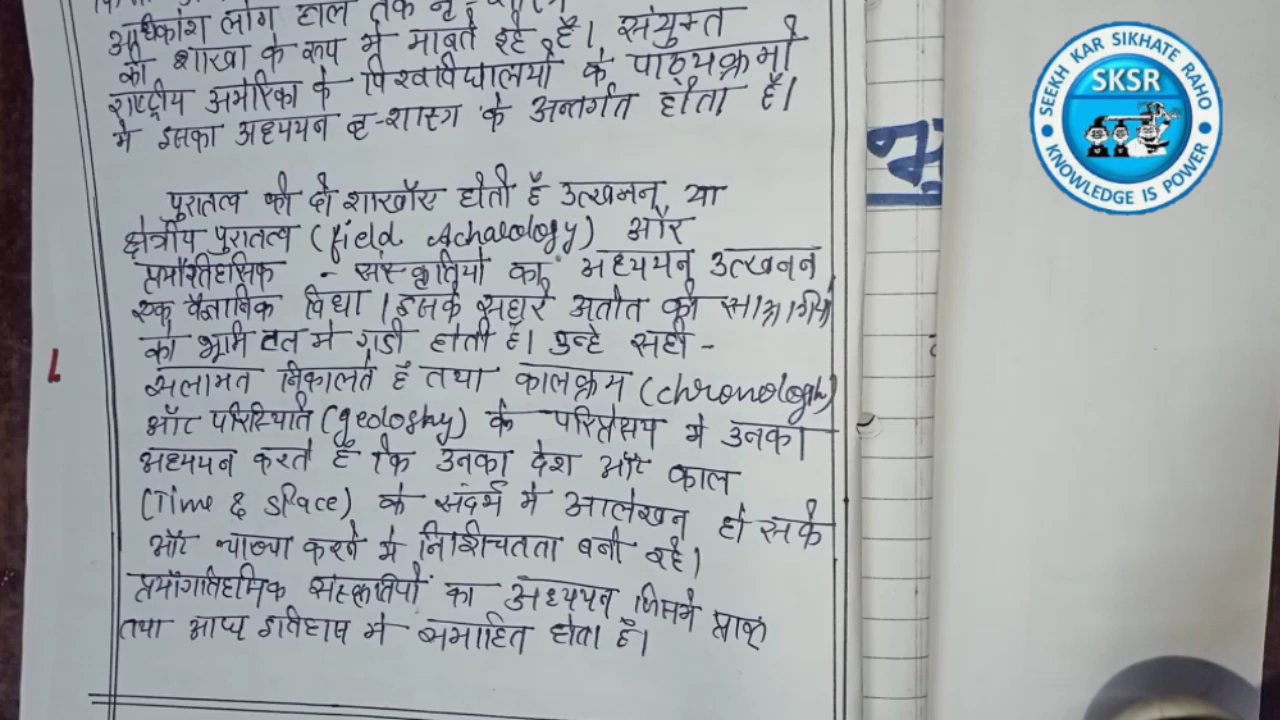 अधिकांश लोग हाल तक नृ-शास्त्र
की शाखा के रूप में मानते रहे है। संयुक्त
राष्ट्रीय अमेरिका के विश्वविद्यालयो के पाठ्यक्रमो
मे इसका अध्ययन नृ-शास्त्र के अन्तर्गत होता है।
पुरातत्व की दो शाखाँए होती है उत्खनन या
क्षेत्रीय पुरातत्व (field Achaeology) और
संस्कृतियो का अध्ययन उत्खनन
एक वैज्ञानिक विधा। इसके सहारे अतीत की सामाग्रियो
को भूमि तल मे गडी होती है। उन्हे सही-
सलामत निकालते है तथा कालक्रम (chronology)
और परिस्थिति के परिप्रेक्ष्य मे उनका
अध्ययन करते है कि उनका देश और काल
(Time & space) के संदर्भ मे आलेखन हो सके
और व्याख्या करने मे निश्चितता बनी रहे।
संस्कृतियों का अध्ययन जिसमे प्राक्
तथा आध्य इतिहास मे समाहित होता है।
1
SEEKH KAR SIKHATE RAHO
SKSR
KNOWLEDGE IS POWER